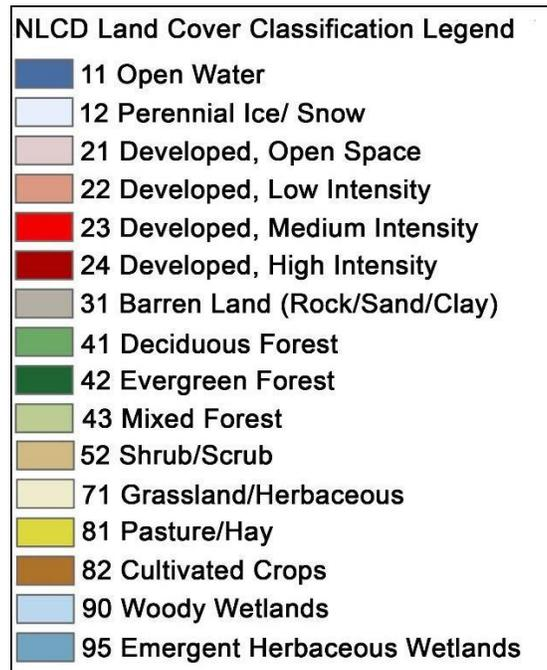 NLCD Land Cover Classification Legend
11 Open Water
12 Perennial Ice/ Snow
21 Developed, Open Space
22 Developed, Low Intensity
23 Developed, Medium Intensity
24 Developed, High Intensity
31 Barren Land (Rock/Sand/Clay)
41 Deciduous Forest
42 Evergreen Forest
43 Mixed Forest
52 Shrub/Scrub
71 Grassland/Herbaceous
81 Pasture/Hay
82 Cultivated Crops
90 Woody Wetlands
95 Emergent Herbaceous Wetlands